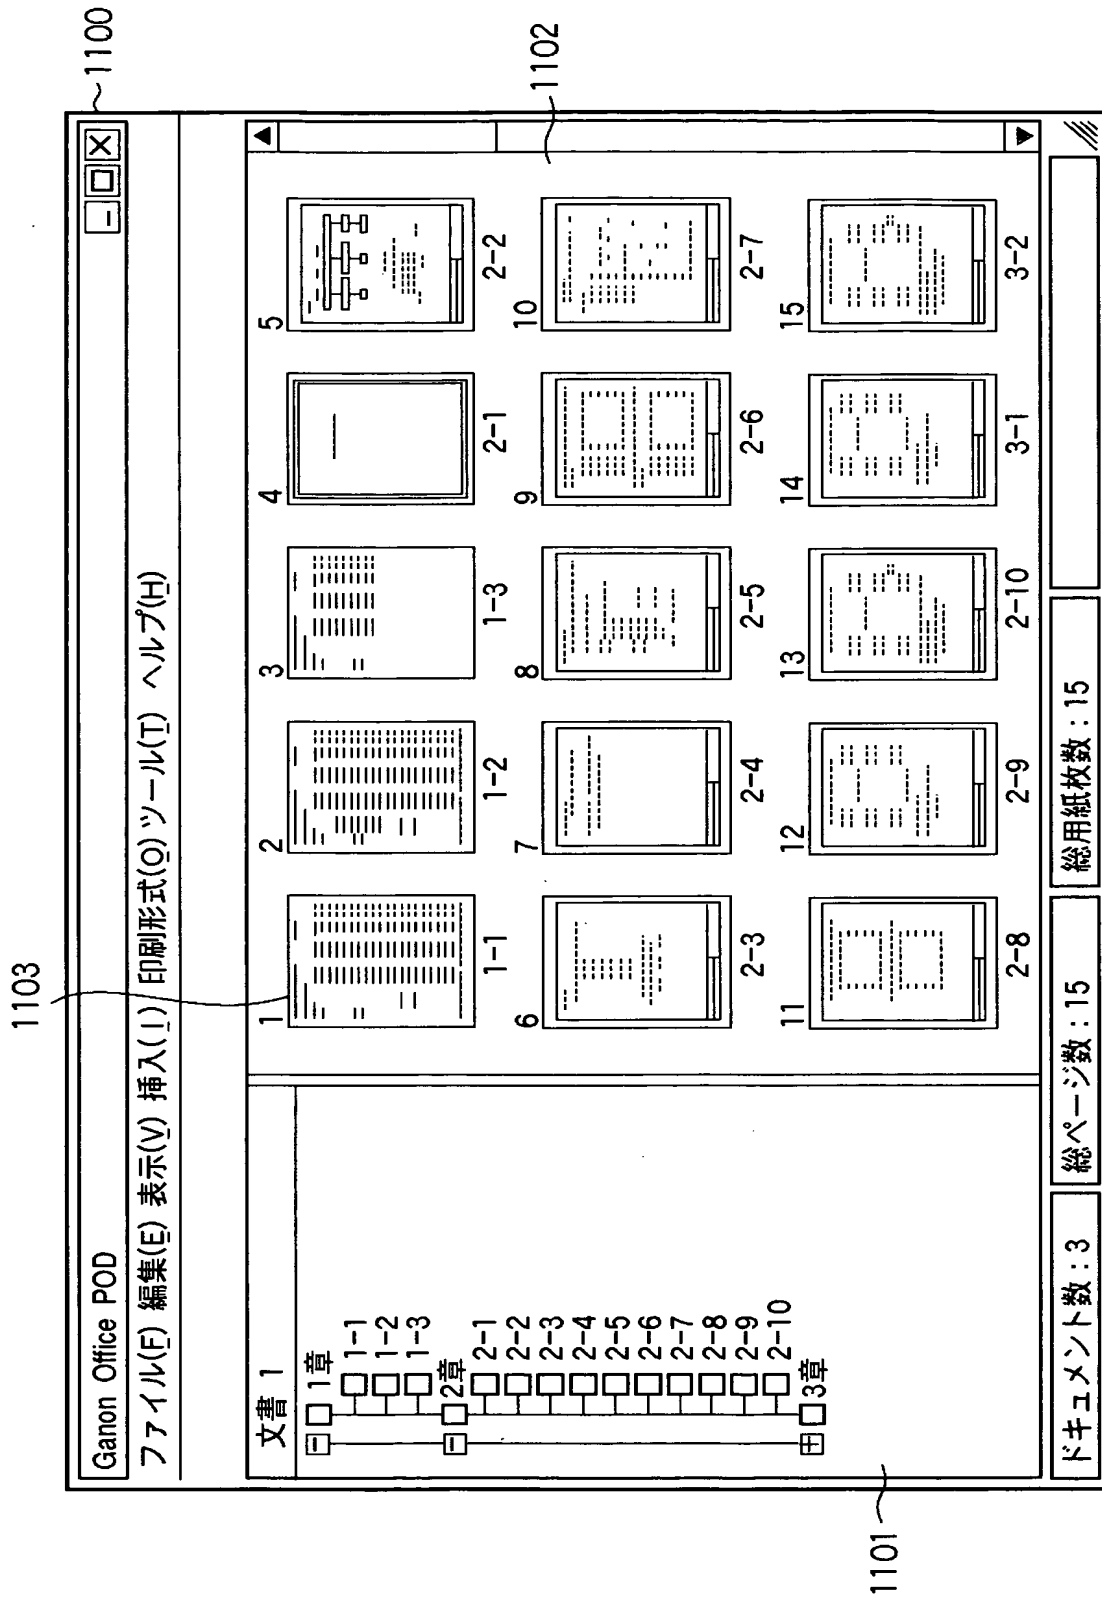 1100
Ganon Office POD
ファイル(F) 編集(E) 表示(V) 挿入(I) 印刷形式(O) ツール(T) ヘルプ(H)
1103
1102
文書 1
1章
1-1
1-2
1-3
2章
2-1
2-2
2-3
2-4
2-5
2-6
2-7
2-8
2-9
2-10
3章
1101
1 2 3 4 5
1-1 1-2 1-3 2-1 2-2
6 7 8 9 10
2-3 2-4 2-5 2-6 2-7
11 12 13 14 15
2-8 2-9 2-10 3-1 3-2
ドキュメント数:3 総ページ数:15 総用紙枚数:15